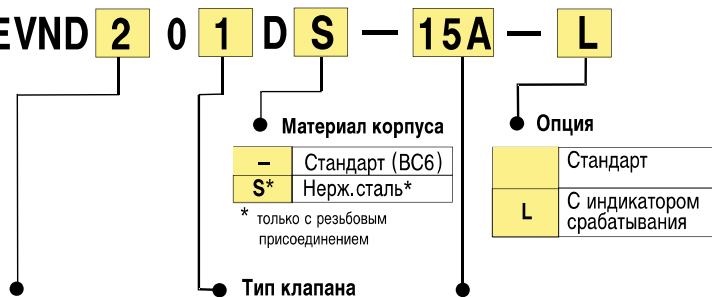 EVND 2 0 1 D S — 15A — L
Материал корпуса
– Стандарт (BC6)
S* Нерж.сталь*
* только с резьбовым
присоединением
Опция
Стандарт
L С индикатором
срабатывания
Тип клапана